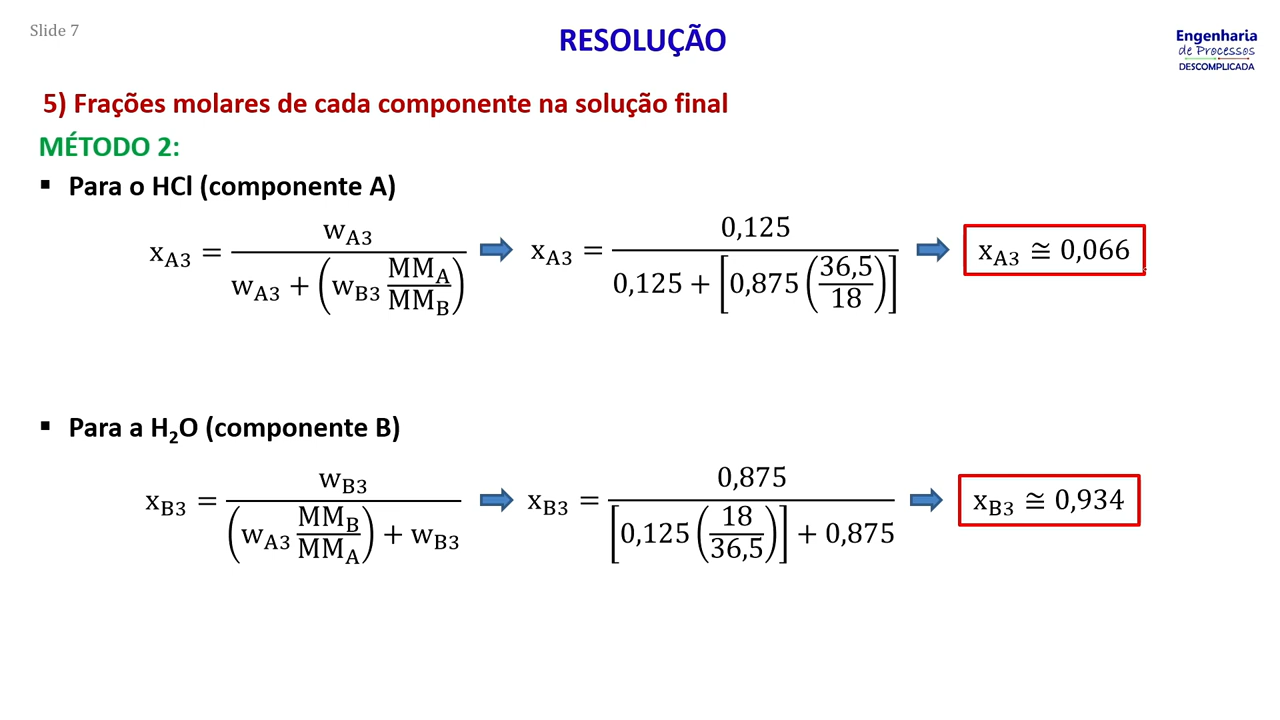 Slide 7
RESOLUÇÃO
Engenharia
de Processos
DESCOMPLICADA
5) Frações molares de cada componente na solução final
MÉTODO 2:
▪ Para o HCl (componente A)
x_A3 = w_A3 / (w_A3 + (w_B3 MM_A/MM_B)) ➡ x_A3 = 0,125 / (0,125 + [0,875 (36,5/18)]) ➡ x_A3 ≅ 0,066
▪ Para a H₂O (componente B)
x_B3 = w_B3 / ((w_A3 MM_B/MM_A) + w_B3) ➡ x_B3 = 0,875 / ([0,125 (18/36,5)] + 0,875) ➡ x_B3 ≅ 0,934